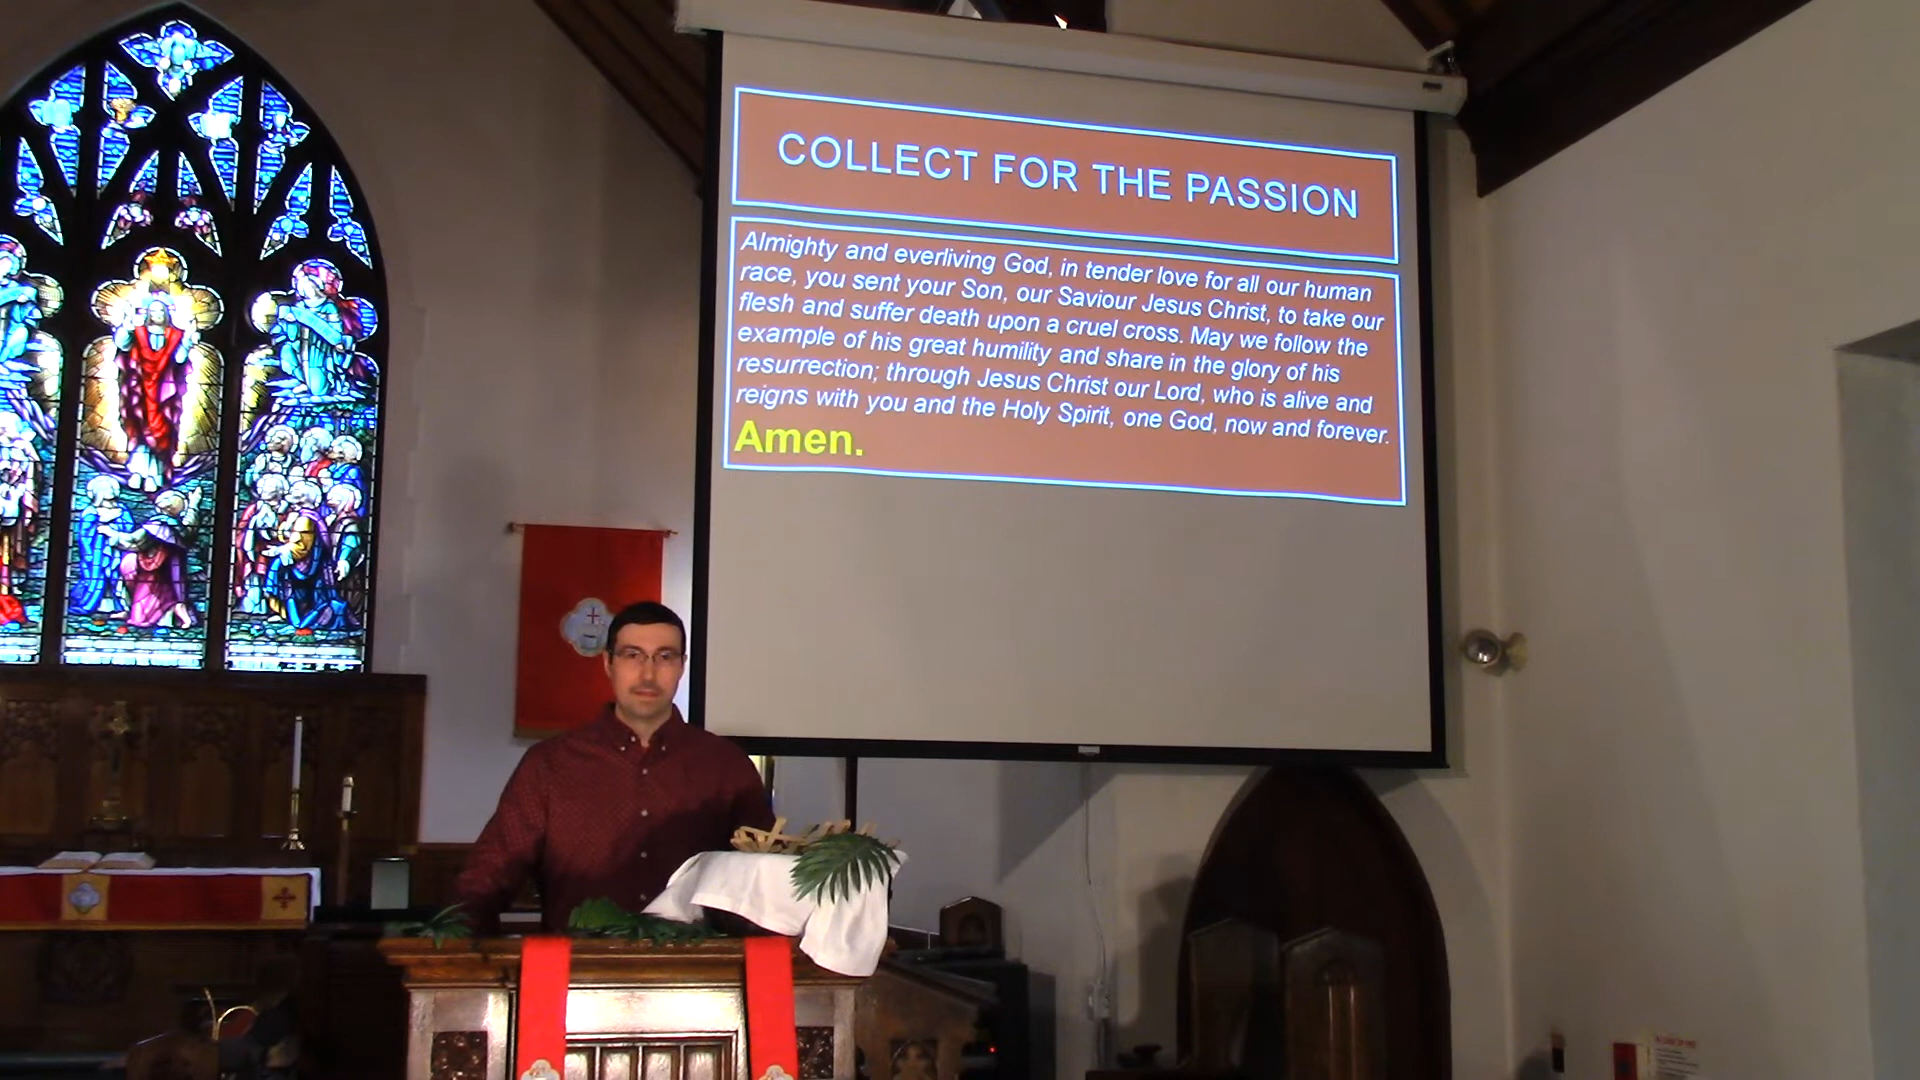 COLLECT FOR THE PASSION
Almighty and everliving God, in tender love for all our human
race, you sent your Son, our Saviour Jesus Christ, to take our
flesh and suffer death upon a cruel cross. May we follow the
example of his great humility and share in the glory of his
resurrection; through Jesus Christ our Lord, who is alive and
reigns with you and the Holy Spirit, one God, now and forever.
Amen.